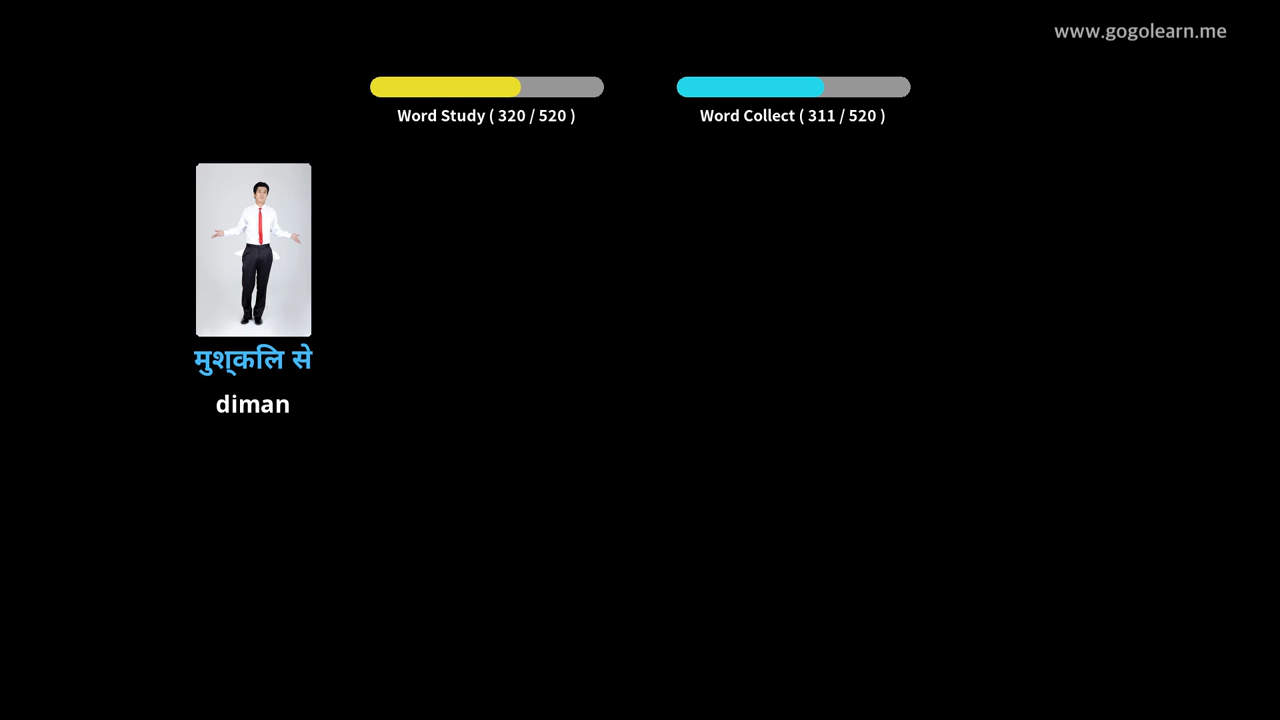 www.gogolearn.me
Word Study ( 320 / 520 )
Word Collect ( 311 / 520 )
मुश्कलि से
diman